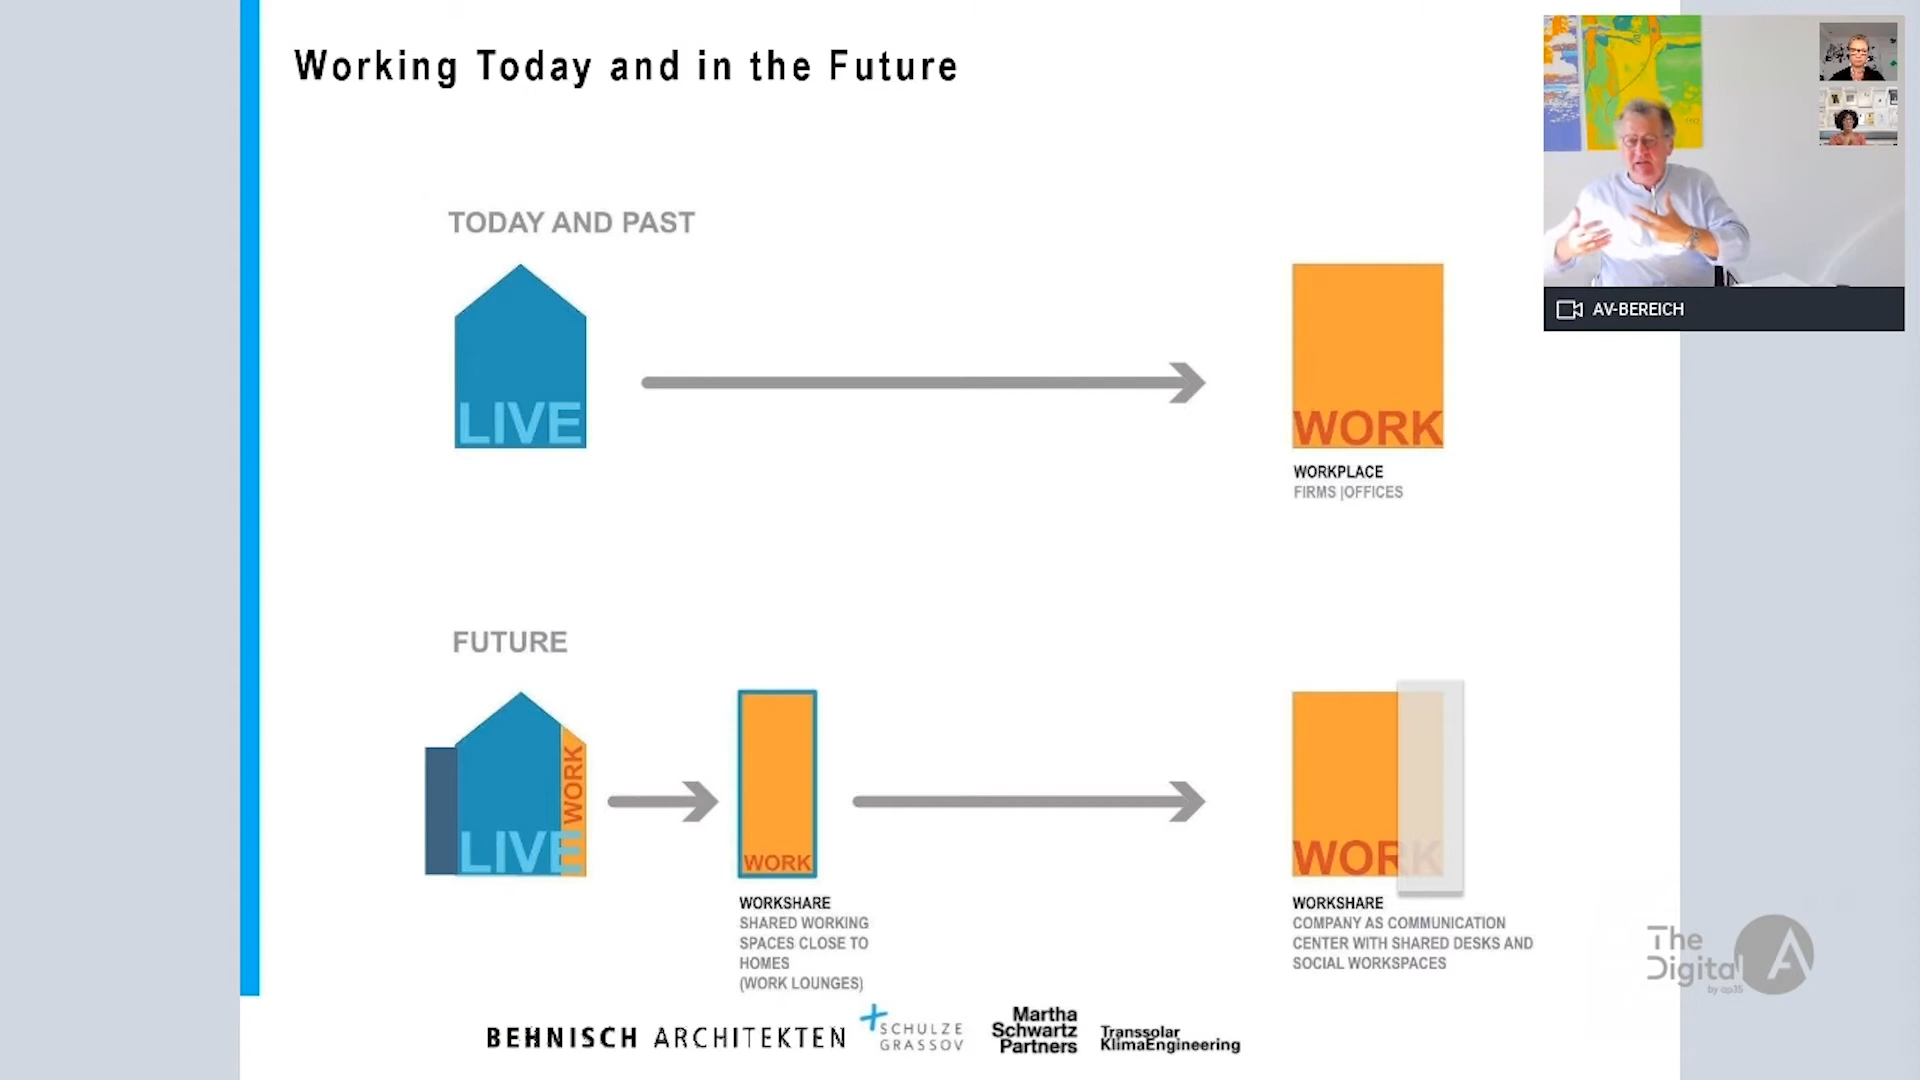 Working Today and in the Future
TODAY AND PAST
LIVE
WORK
WORKPLACE
FIRMS |OFFICES
AV-BEREICH
FUTURE
LIVE
WORK
WORK
WORKSHARE
SHARED WORKING
SPACES CLOSE TO
HOMES
(WORK LOUNGES)
WORK
WORKSHARE
COMPANY AS COMMUNICATION
CENTER WITH SHARED DESKS AND
SOCIAL WORKSPACES
The
Digital A
by ap35
BEHNISCH ARCHITEKTEN
+SCHULZE
GRASSOV
Martha
Schwartz
Partners
Transsolar
KlimaEngineering